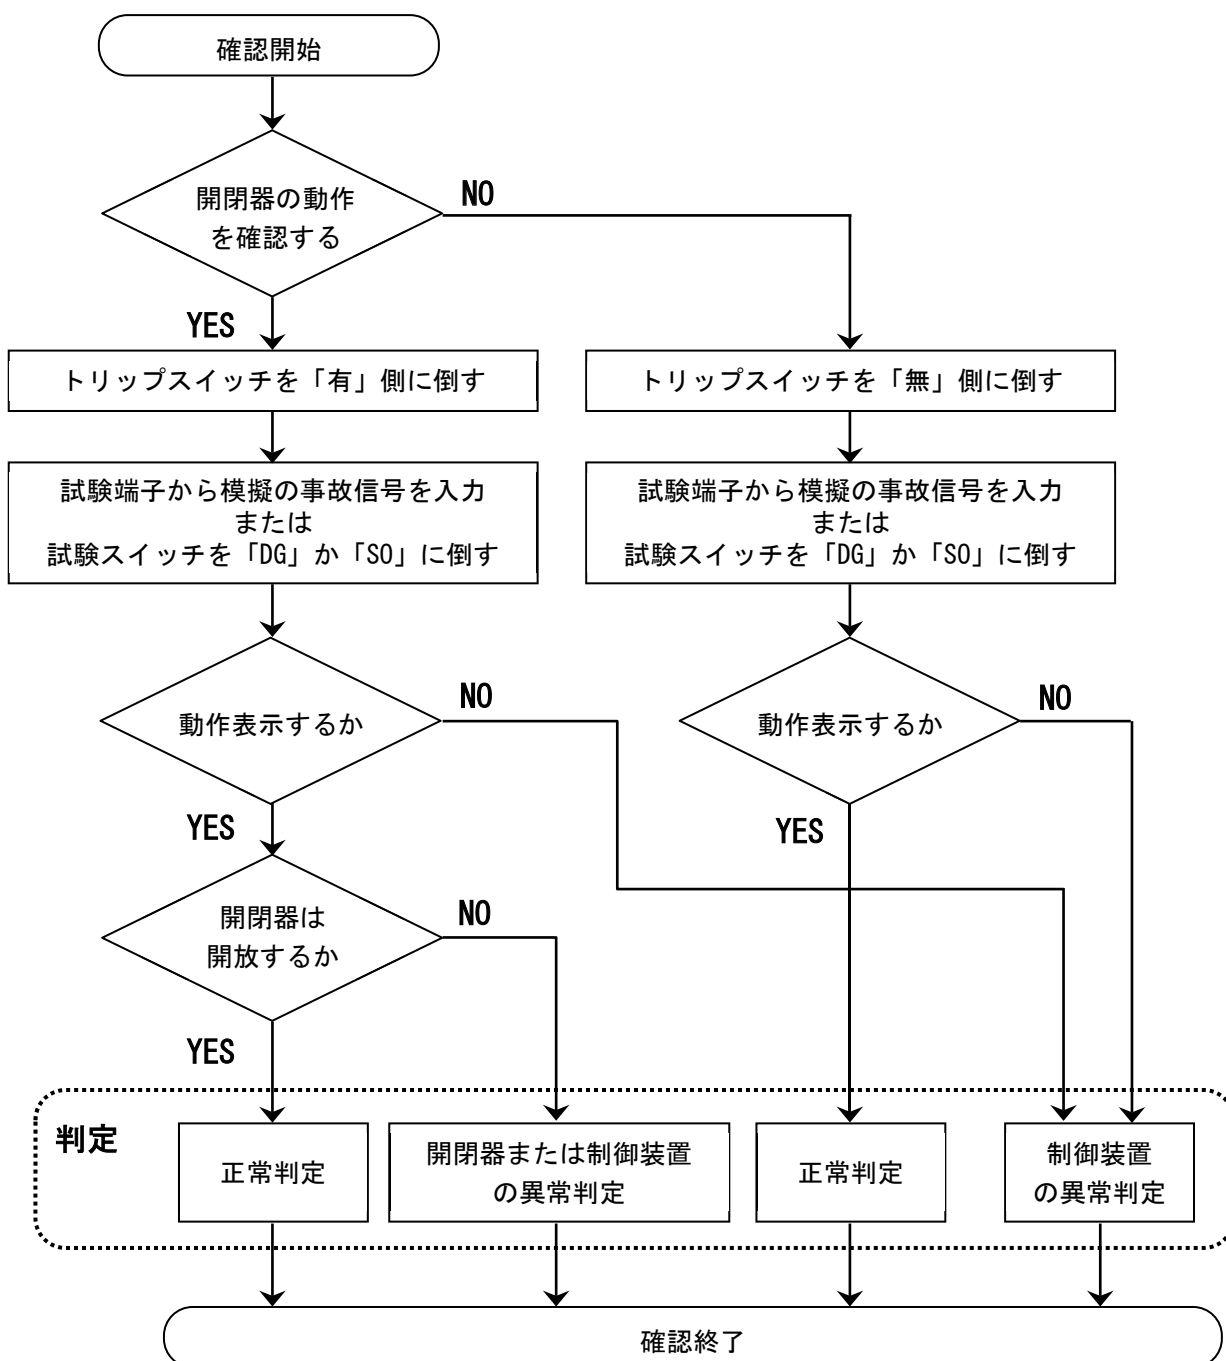 確認開始
開閉器の動作
を確認する
NO
YES
トリップスイッチを「有」側に倒す
トリップスイッチを「無」側に倒す
試験端子から模擬の事故信号を入力
または
試験スイッチを「DG」か「SO」に倒す
試験端子から模擬の事故信号を入力
または
試験スイッチを「DG」か「SO」に倒す
動作表示するか
NO
動作表示するか
NO
YES
YES
開閉器は
開放するか
NO
YES
判定
正常判定
開閉器または制御装置
の異常判定
正常判定
制御装置
の異常判定
確認終了